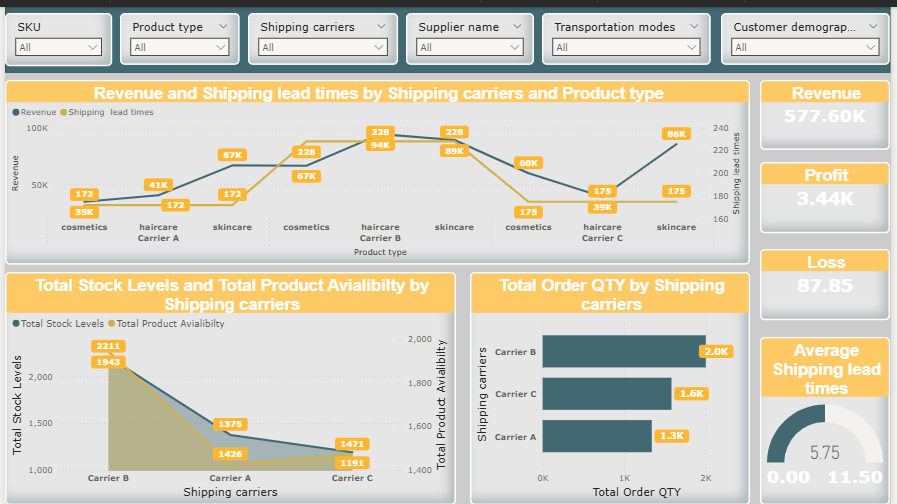 SKU
Product type
Shipping carriers
Supplier name
Transportation modes
Customer demograp...
All
All
All
All
All
All
Revenue and Shipping lead times by Shipping carriers and Product type
Revenue Shipping lead times
100K
50K
Revenue
240
220
200
180
160
Shipping lead times
172
35K
41K
172
67K
172
228
67K
228
94K
228
89K
60K
175
175
39K
86K
175
cosmetics haircare skincare cosmetics haircare skincare cosmetics haircare skincare
Carrier A Carrier B Carrier C
Product type
Revenue
577.60K
Profit
3.44K
Loss
87.85
Total Stock Levels and Total Product Avialibilty by
Shipping carriers
Total Stock Levels Total Product Avialibilty
Total Stock Levels
2,000
1,500
1,000
2,000
1,800
1,600
1,400
Total Product Avialibilty
2211
1943
1375
1426
1471
1191
Carrier B Carrier A Carrier C
Shipping carriers
Total Order QTY by Shipping
carriers
Shipping carriers
Carrier B 2.0K
Carrier C 1.6K
Carrier A 1.3K
0K 1K 2K
Total Order QTY
Average
Shipping lead
times
5.75
0.00 11.50